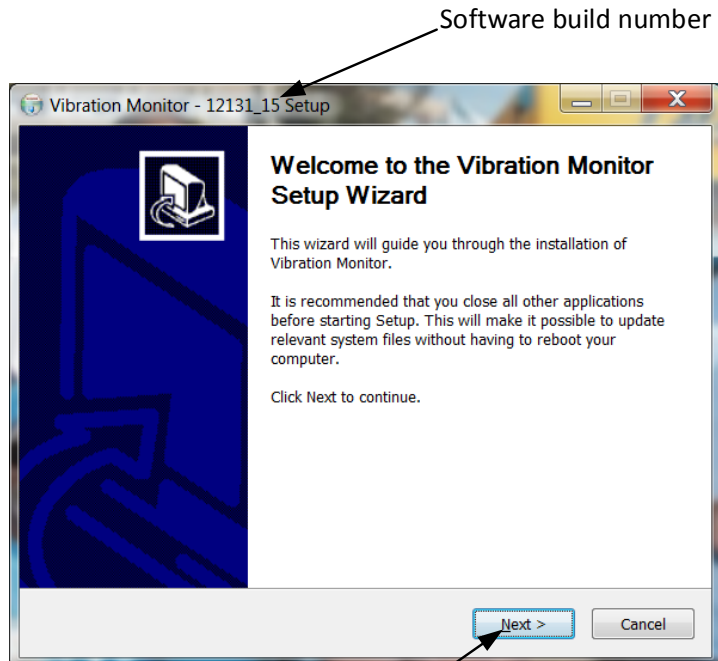 Software build number
Vibration Monitor - 12131_15 Setup
Welcome to the Vibration Monitor
Setup Wizard
This wizard will guide you through the installation of
Vibration Monitor.
It is recommended that you close all other applications
before starting Setup. This will make it possible to update
relevant system files without having to reboot your
computer.
Click Next to continue.
Next >
Cancel